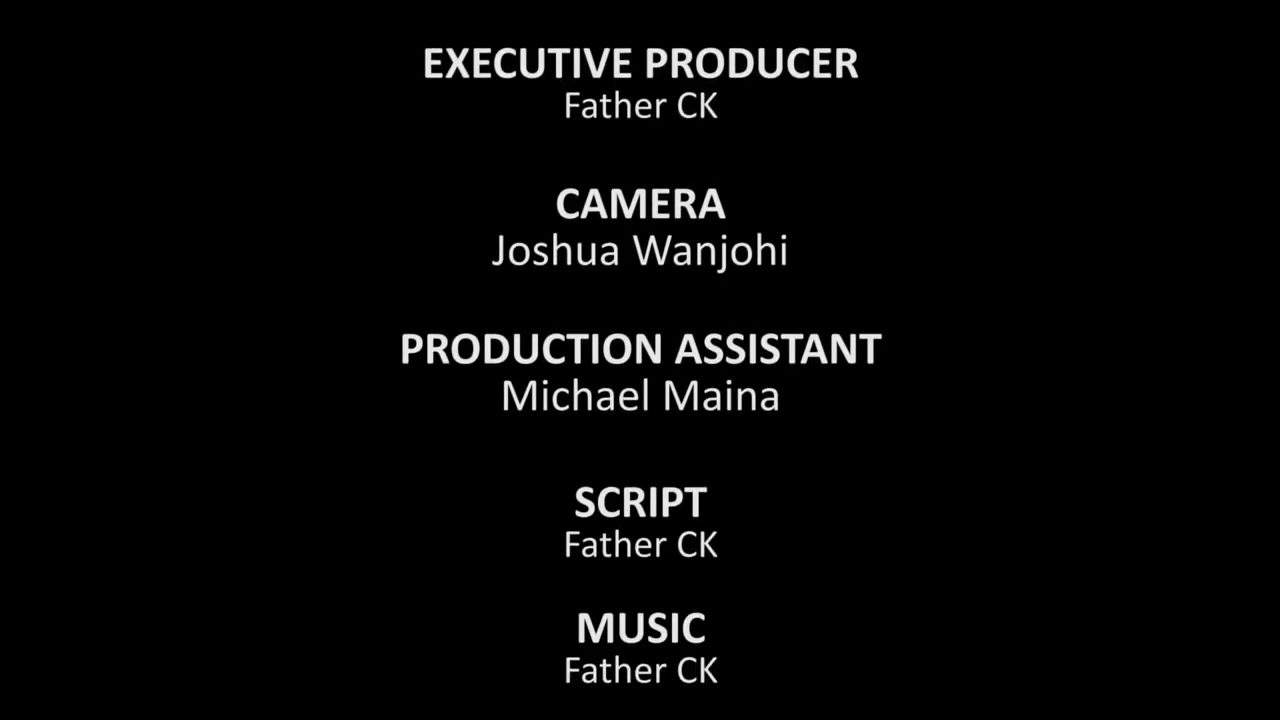 EXECUTIVE PRODUCER
Father CK
CAMERA
Joshua Wanjohi
PRODUCTION ASSISTANT
Michael Maina
SCRIPT
Father CK
MUSIC
Father CK